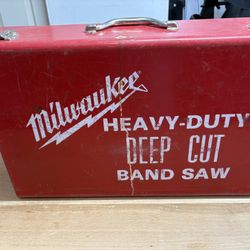 Milwaukee
HEAVY-DUTY
DEEP CUT
BAND SAW